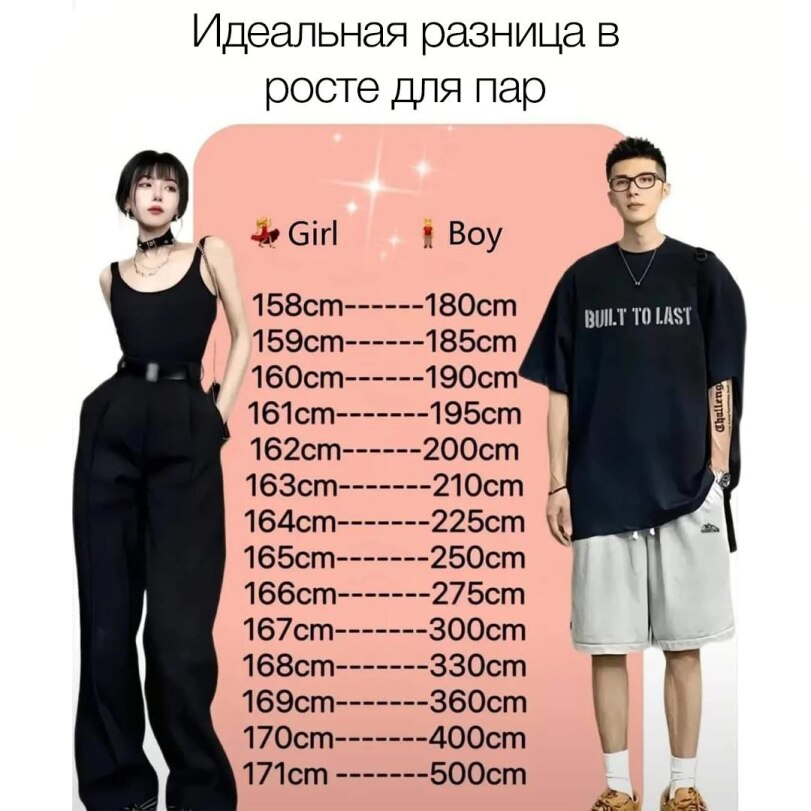 Идеальная разница в
росте для пар
Girl Boy
158cm------180cm
159cm------185cm
160cm------190cm
161cm-------195cm
162cm------200cm
163cm-------210cm
164cm-------225cm
165cm-------250cm
166cm-------275cm
167cm-------300cm
168cm-------330cm
169cm-------360cm
170cm-------400cm
171cm -------500cm
BUILT TO LAST
Challeng